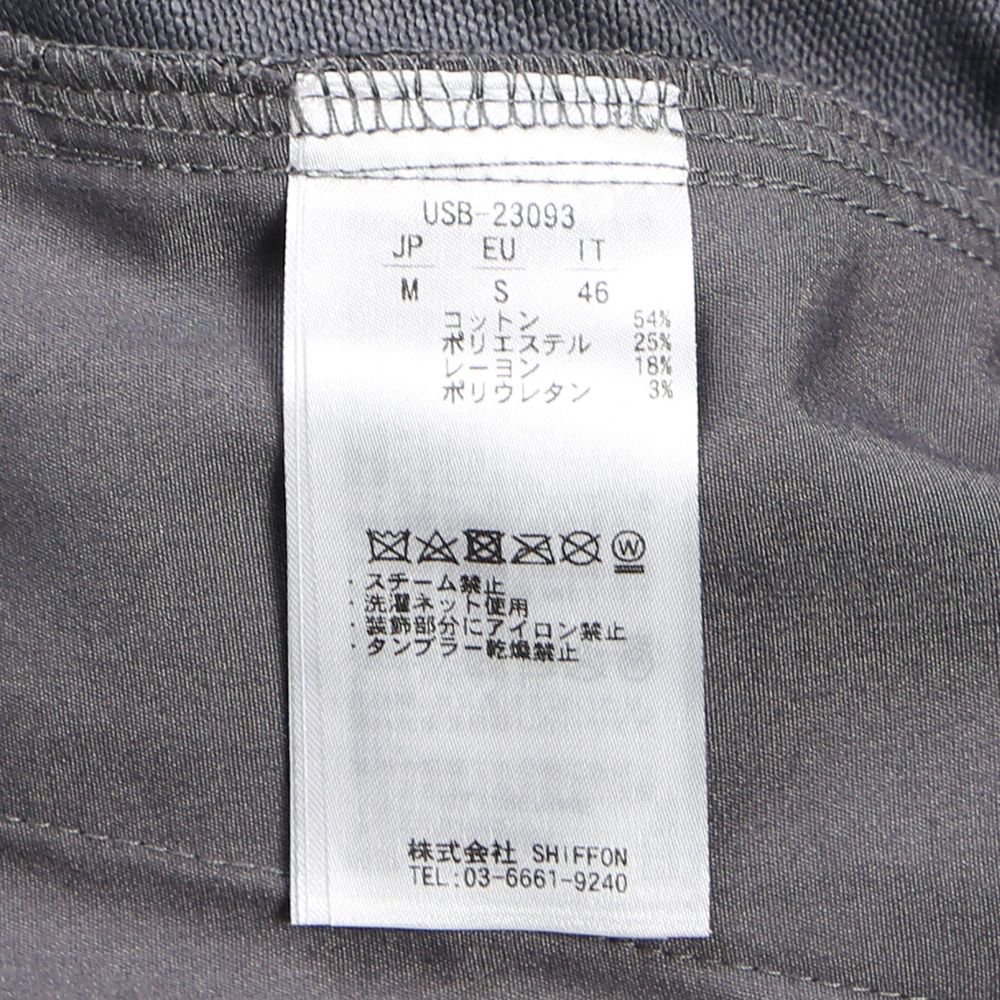 USB-23093
JP EU IT
M S 46
コットン 54%
ポリエステル 25%
レーヨン 18%
ポリウレタン 3%
W
・スチーム禁止
・洗濯ネット使用
・装飾部分にアイロン禁止
・タンブラー乾燥禁止
株式会社 SHIFFON
TEL:03-6661-9240